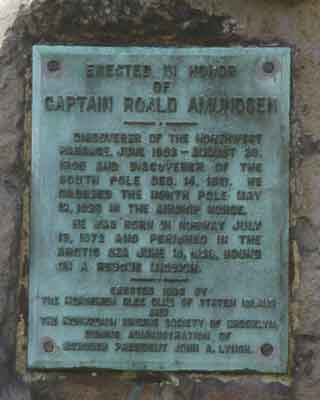 ERECTED IN HONOR
OF
CAPTAIN ROALD AMUNDSEN
DISCOVERER OF THE NORTHWEST
PASSAGE, JUNE 1903 - AUGUST
1906 AND DISCOVERER OF THE
SOUTH POLE DEC. 14, 1911. HE
CROSSED THE NORTH POLE MAY
12, 1926 IN THE AIRSHIP NORGE.
HE WAS BORN IN NORWAY JULY
16, 1872 AND PERISHED IN THE
ARCTIC SEA JUNE 18, 1928, BOUND
ON A RESCUE MISSION.
ERECTED BY
THE NORWEGIAN GLEE CLUB OF STATEN ISLAND
AND
THE NORWEGIAN SINGING SOCIETY OF BROOKLYN,
DURING ADMINISTRATION OF
BOROUGH PRESIDENT JOHN A. LYNCH.